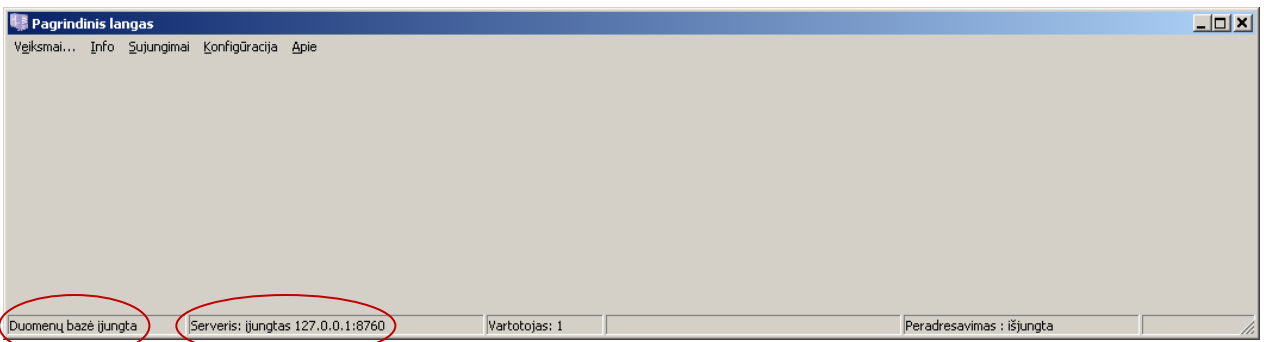 Pagrindinis langas
Veiksmai... Info Sujungimai Konfigūracija Apie
Duomenų bazė įjungta Serveris: įjungtas 127.0.0.1:8760 Vartotojas: 1 Peradresavimas : išjungta